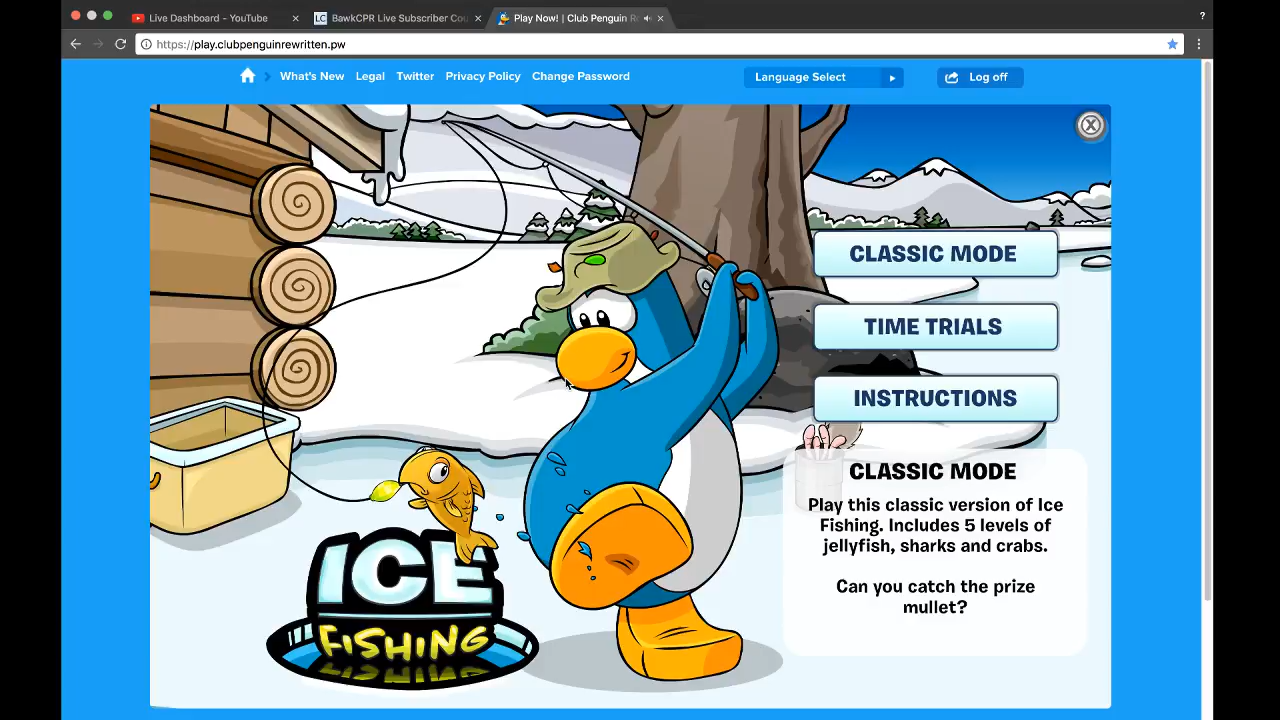 Live Dashboard - YouTube
LC BawkCPR Live Subscriber Cou
Play Now! | Club Penguin Re
https://play.clubpenguinrewritten.pw
What's New Legal Twitter Privacy Policy Change Password
Language Select
Log off
CLASSIC MODE
TIME TRIALS
INSTRUCTIONS
CLASSIC MODE
Play this classic version of Ice
Fishing. Includes 5 levels of
jellyfish, sharks and crabs.
Can you catch the prize
mullet?
ICE
FISHING